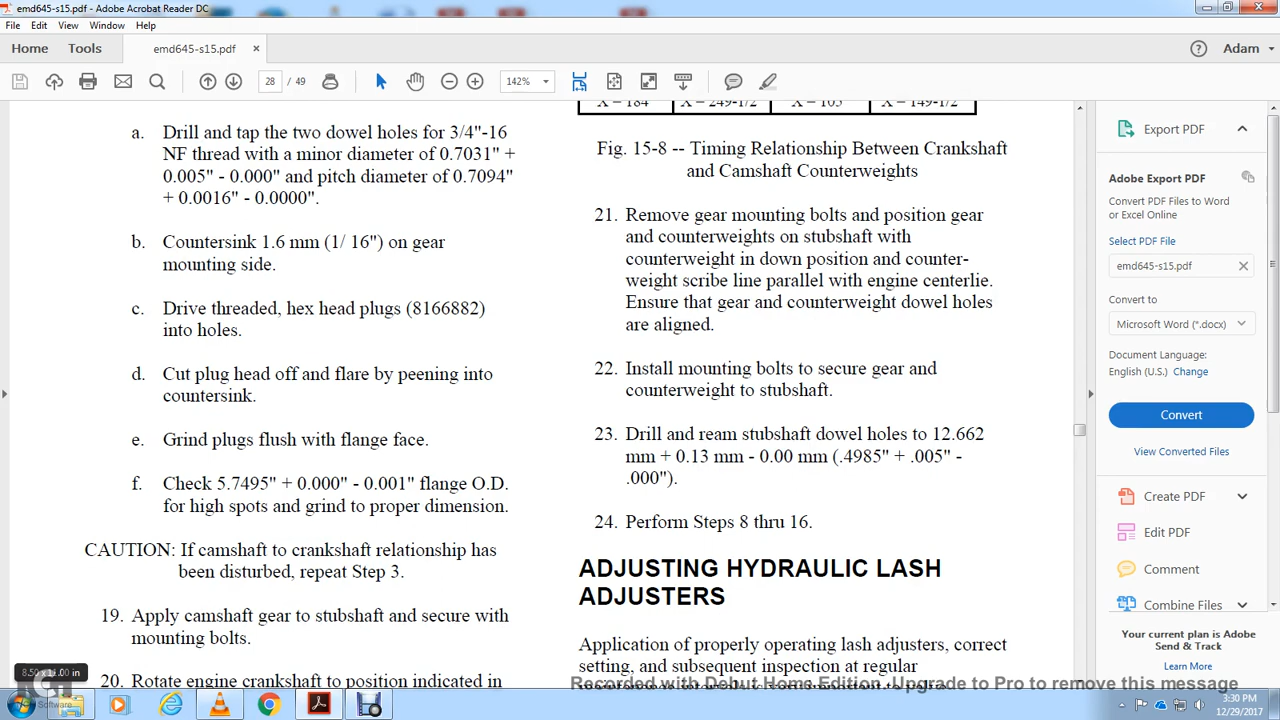 emd645-s15.pdf - Adobe Acrobat Reader DC
File Edit View Window Help
Home Tools emd645-s15.pdf × Adam
28 / 49 142%
a. Drill and tap the two dowel holes for 3/4"-16
NF thread with a minor diameter of 0.7031" +
0.005" - 0.000" and pitch diameter of 0.7094"
+ 0.0016" - 0.0000".
b. Countersink 1.6 mm (1/ 16") on gear
mounting side.
c. Drive threaded, hex head plugs (8166882)
into holes.
d. Cut plug head off and flare by peening into
countersink.
e. Grind plugs flush with flange face.
f. Check 5.7495" + 0.000" - 0.001" flange O.D.
for high spots and grind to proper dimension.
CAUTION: If camshaft to crankshaft relationship has
been disturbed, repeat Step 3.
19. Apply camshaft gear to stubshaft and secure with
mounting bolts.
20. Rotate engine crankshaft to position indicated in
X = 184 X = 249-1/2 X = 105 X = 149-1/2
Fig. 15-8 -- Timing Relationship Between Crankshaft
and Camshaft Counterweights
21. Remove gear mounting bolts and position gear
and counterweights on stubshaft with
counterweight in down position and counter-
weight scribe line parallel with engine centerlie.
Ensure that gear and counterweight dowel holes
are aligned.
22. Install mounting bolts to secure gear and
counterweight to stubshaft.
23. Drill and ream stubshaft dowel holes to 12.662
mm + 0.13 mm - 0.00 mm (.4985" + .005" -
.000").
24. Perform Steps 8 thru 16.
ADJUSTING HYDRAULIC LASH
ADJUSTERS
Application of properly operating lash adjusters, correct
setting, and subsequent inspection at regular
Export PDF
Adobe Export PDF
Convert PDF Files to Word
or Excel Online
Select PDF File
emd645-s15.pdf
Convert to
Microsoft Word (*.docx)
Document Language:
English (U.S.) Change
Convert
View Converted Files
Create PDF
Edit PDF
Comment
Combine Files
Your current plan is Adobe
Send & Track
Learn More
8.50 x 11.00 in
Software
Recorded with Debut Home Edition. Upgrade to Pro to remove this message
3:30 PM
12/29/2017